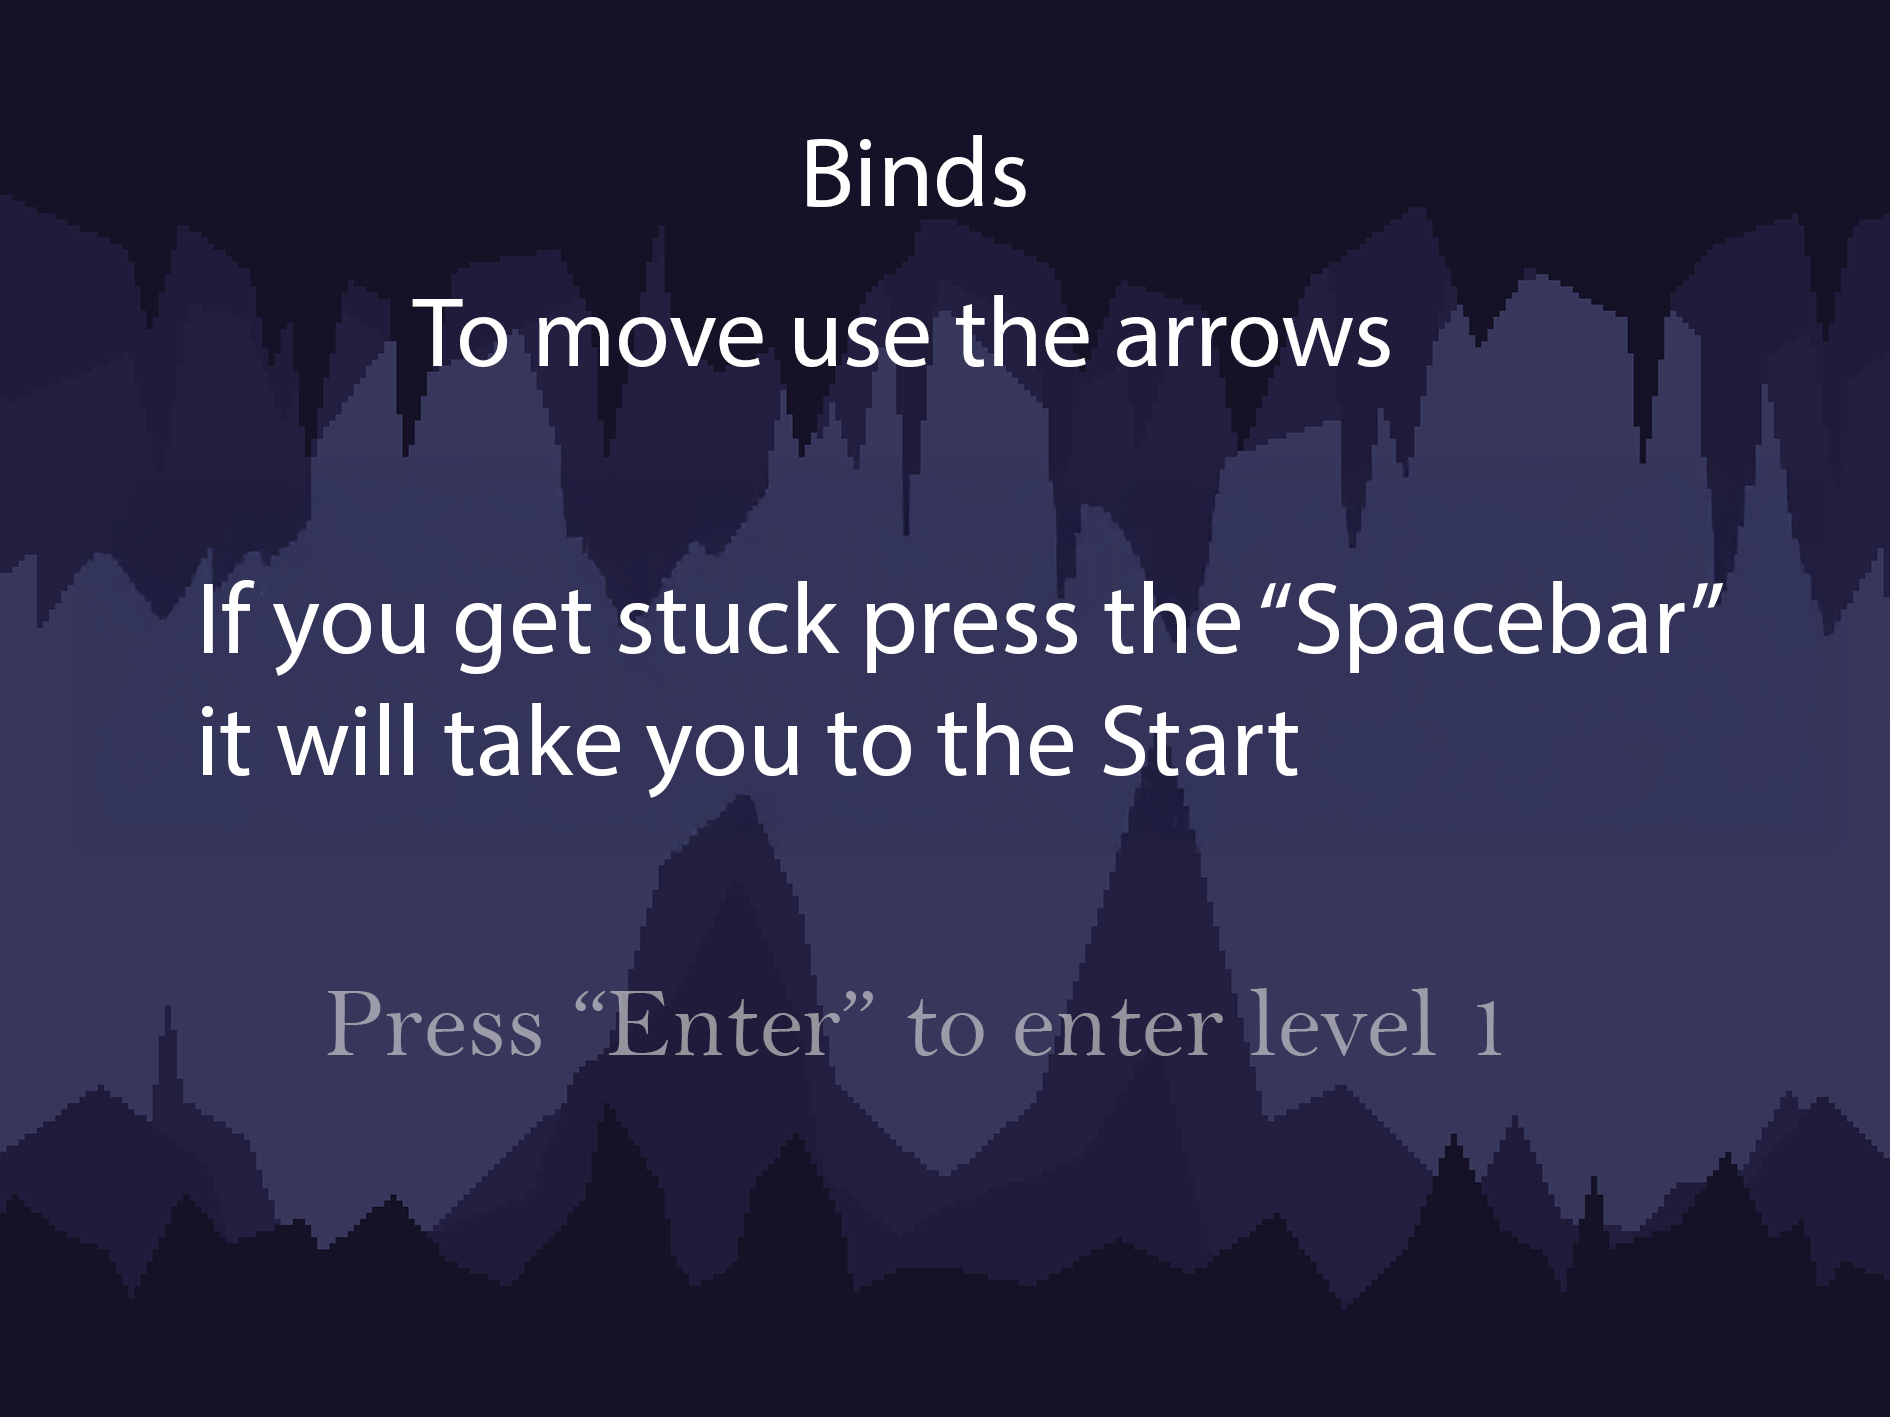 Binds
To move use the arrows
If you get stuck press the “Spacebar”
it will take you to the Start
Press “Enter” to enter level 1